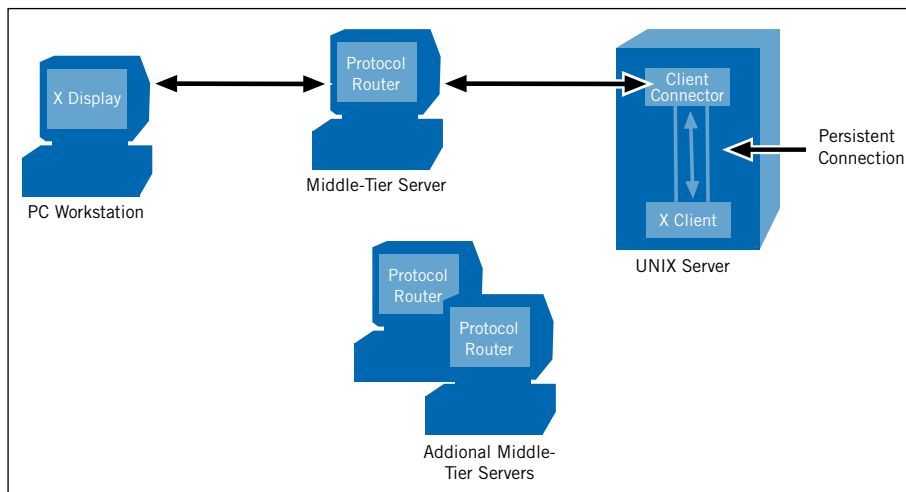 X Display
PC Workstation
Protocol
Router
Middle-Tier Server
Client
Connector
X Client
UNIX Server
Persistent
Connection
Protocol
Router
Protocol
Router
Addional Middle-
Tier Servers